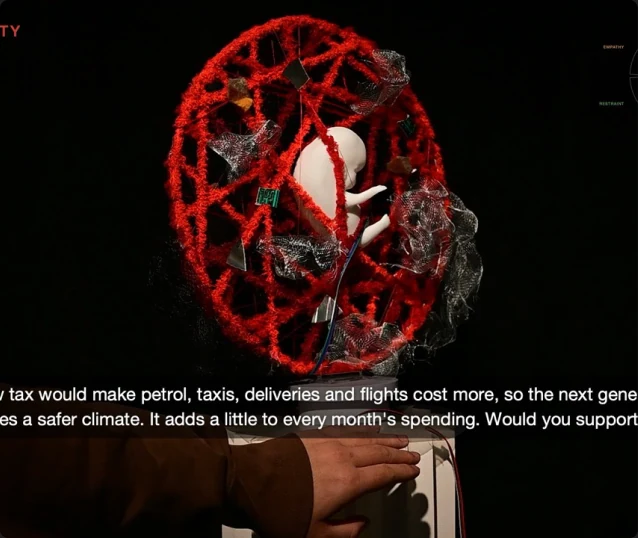 TY
EMPATHY
RESTRAINT
tax would make petrol, taxis, deliveries and flights cost more, so the next gene
es a safer climate. It adds a little to every month's spending. Would you support